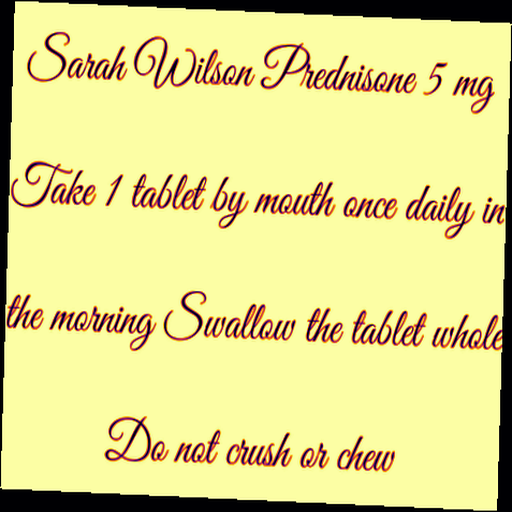 Sarah Wilson Prednisone 5 mg
Take 1 tablet by mouth once daily in
the morning Swallow the tablet whole
Do not crush or chew